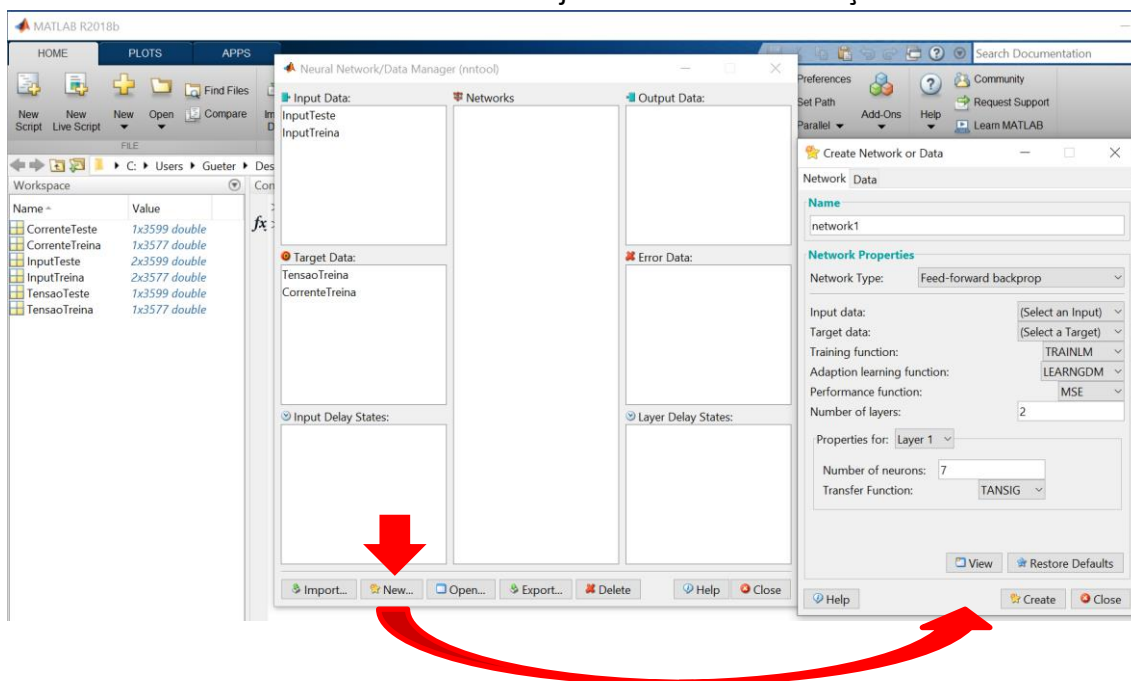 MATLAB R2018b
HOME PLOTS APPS
Search Documentation
New Script
New Live Script
New
Open
Find Files
Compare
FILE
Preferences
Set Path
Parallel
Add-Ons
Help
Community
Request Support
Learn MATLAB
C: Users Gueter Des
Workspace
Name Value
CorrenteTeste 1x3599 double
CorrenteTreina 1x3577 double
InputTeste 2x3599 double
InputTreina 2x3577 double
TensaoTeste 1x3599 double
TensaoTreina 1x3577 double
Con
fx
Neural Network/Data Manager (nntool)
Input Data:
InputTeste
InputTreina
Networks
Output Data:
Target Data:
TensaoTreina
CorrenteTreina
Error Data:
Input Delay States:
Layer Delay States:
Import... New... Open... Export... Delete Help Close
Create Network or Data
Network Data
Name
network1
Network Properties
Network Type: Feed-forward backprop
Input data: (Select an Input)
Target data: (Select a Target)
Training function: TRAINLM
Adaption learning function: LEARNGDM
Performance function: MSE
Number of layers: 2
Properties for: Layer 1
Number of neurons: 7
Transfer Function: TANSIG
View Restore Defaults
Help Create Close